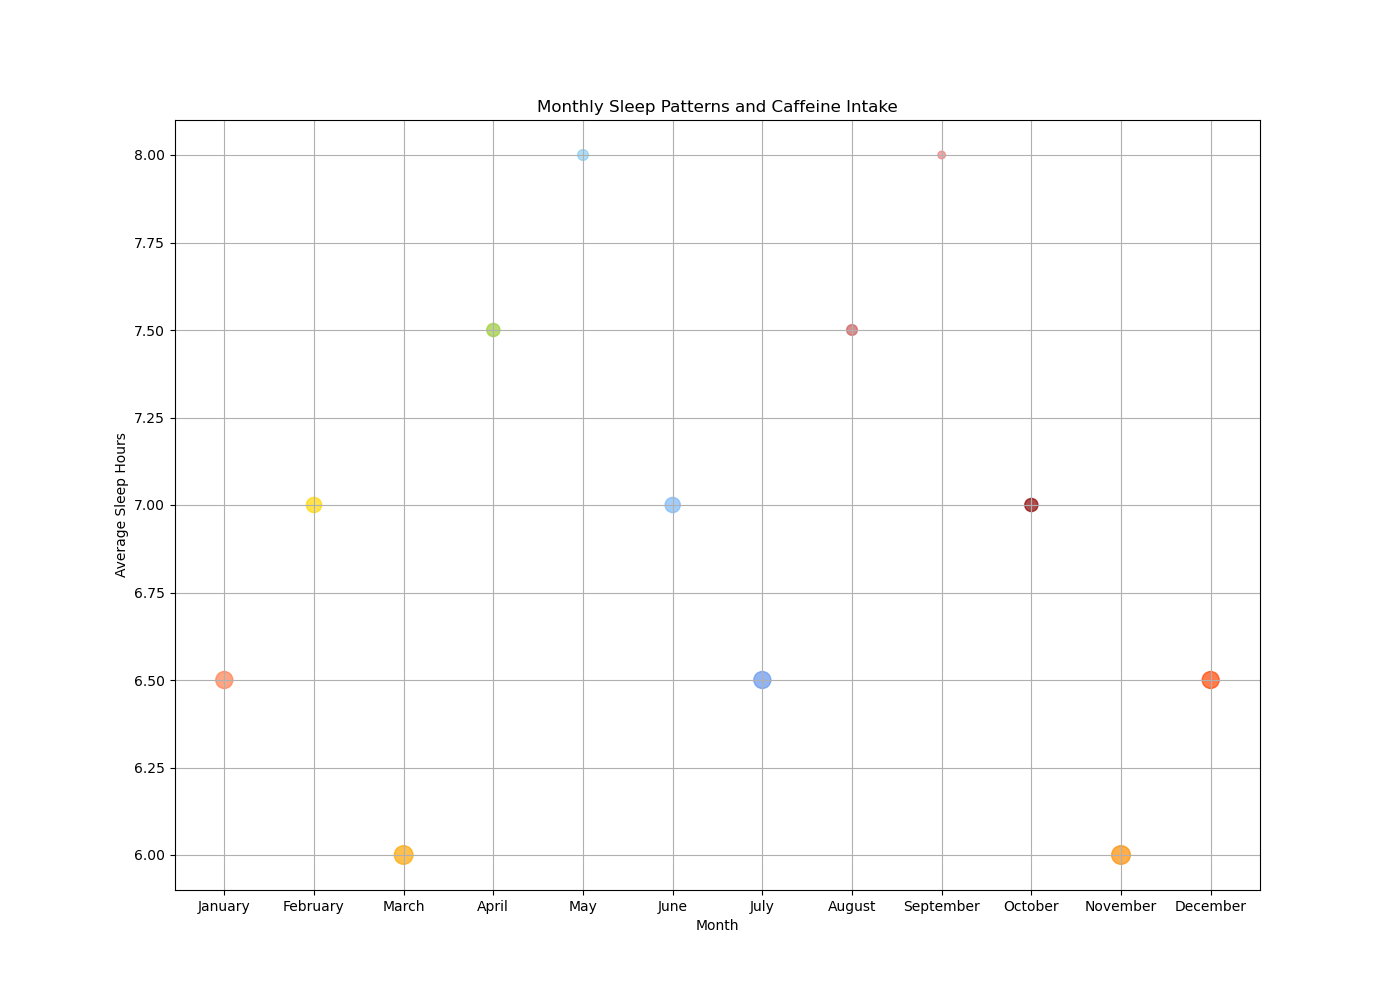 Monthly Sleep Patterns and Caffeine Intake
8.00
7.75
7.50
7.25
7.00
6.75
6.50
6.25
6.00
Average Sleep Hours
January February March April May June July August September October November December
Month